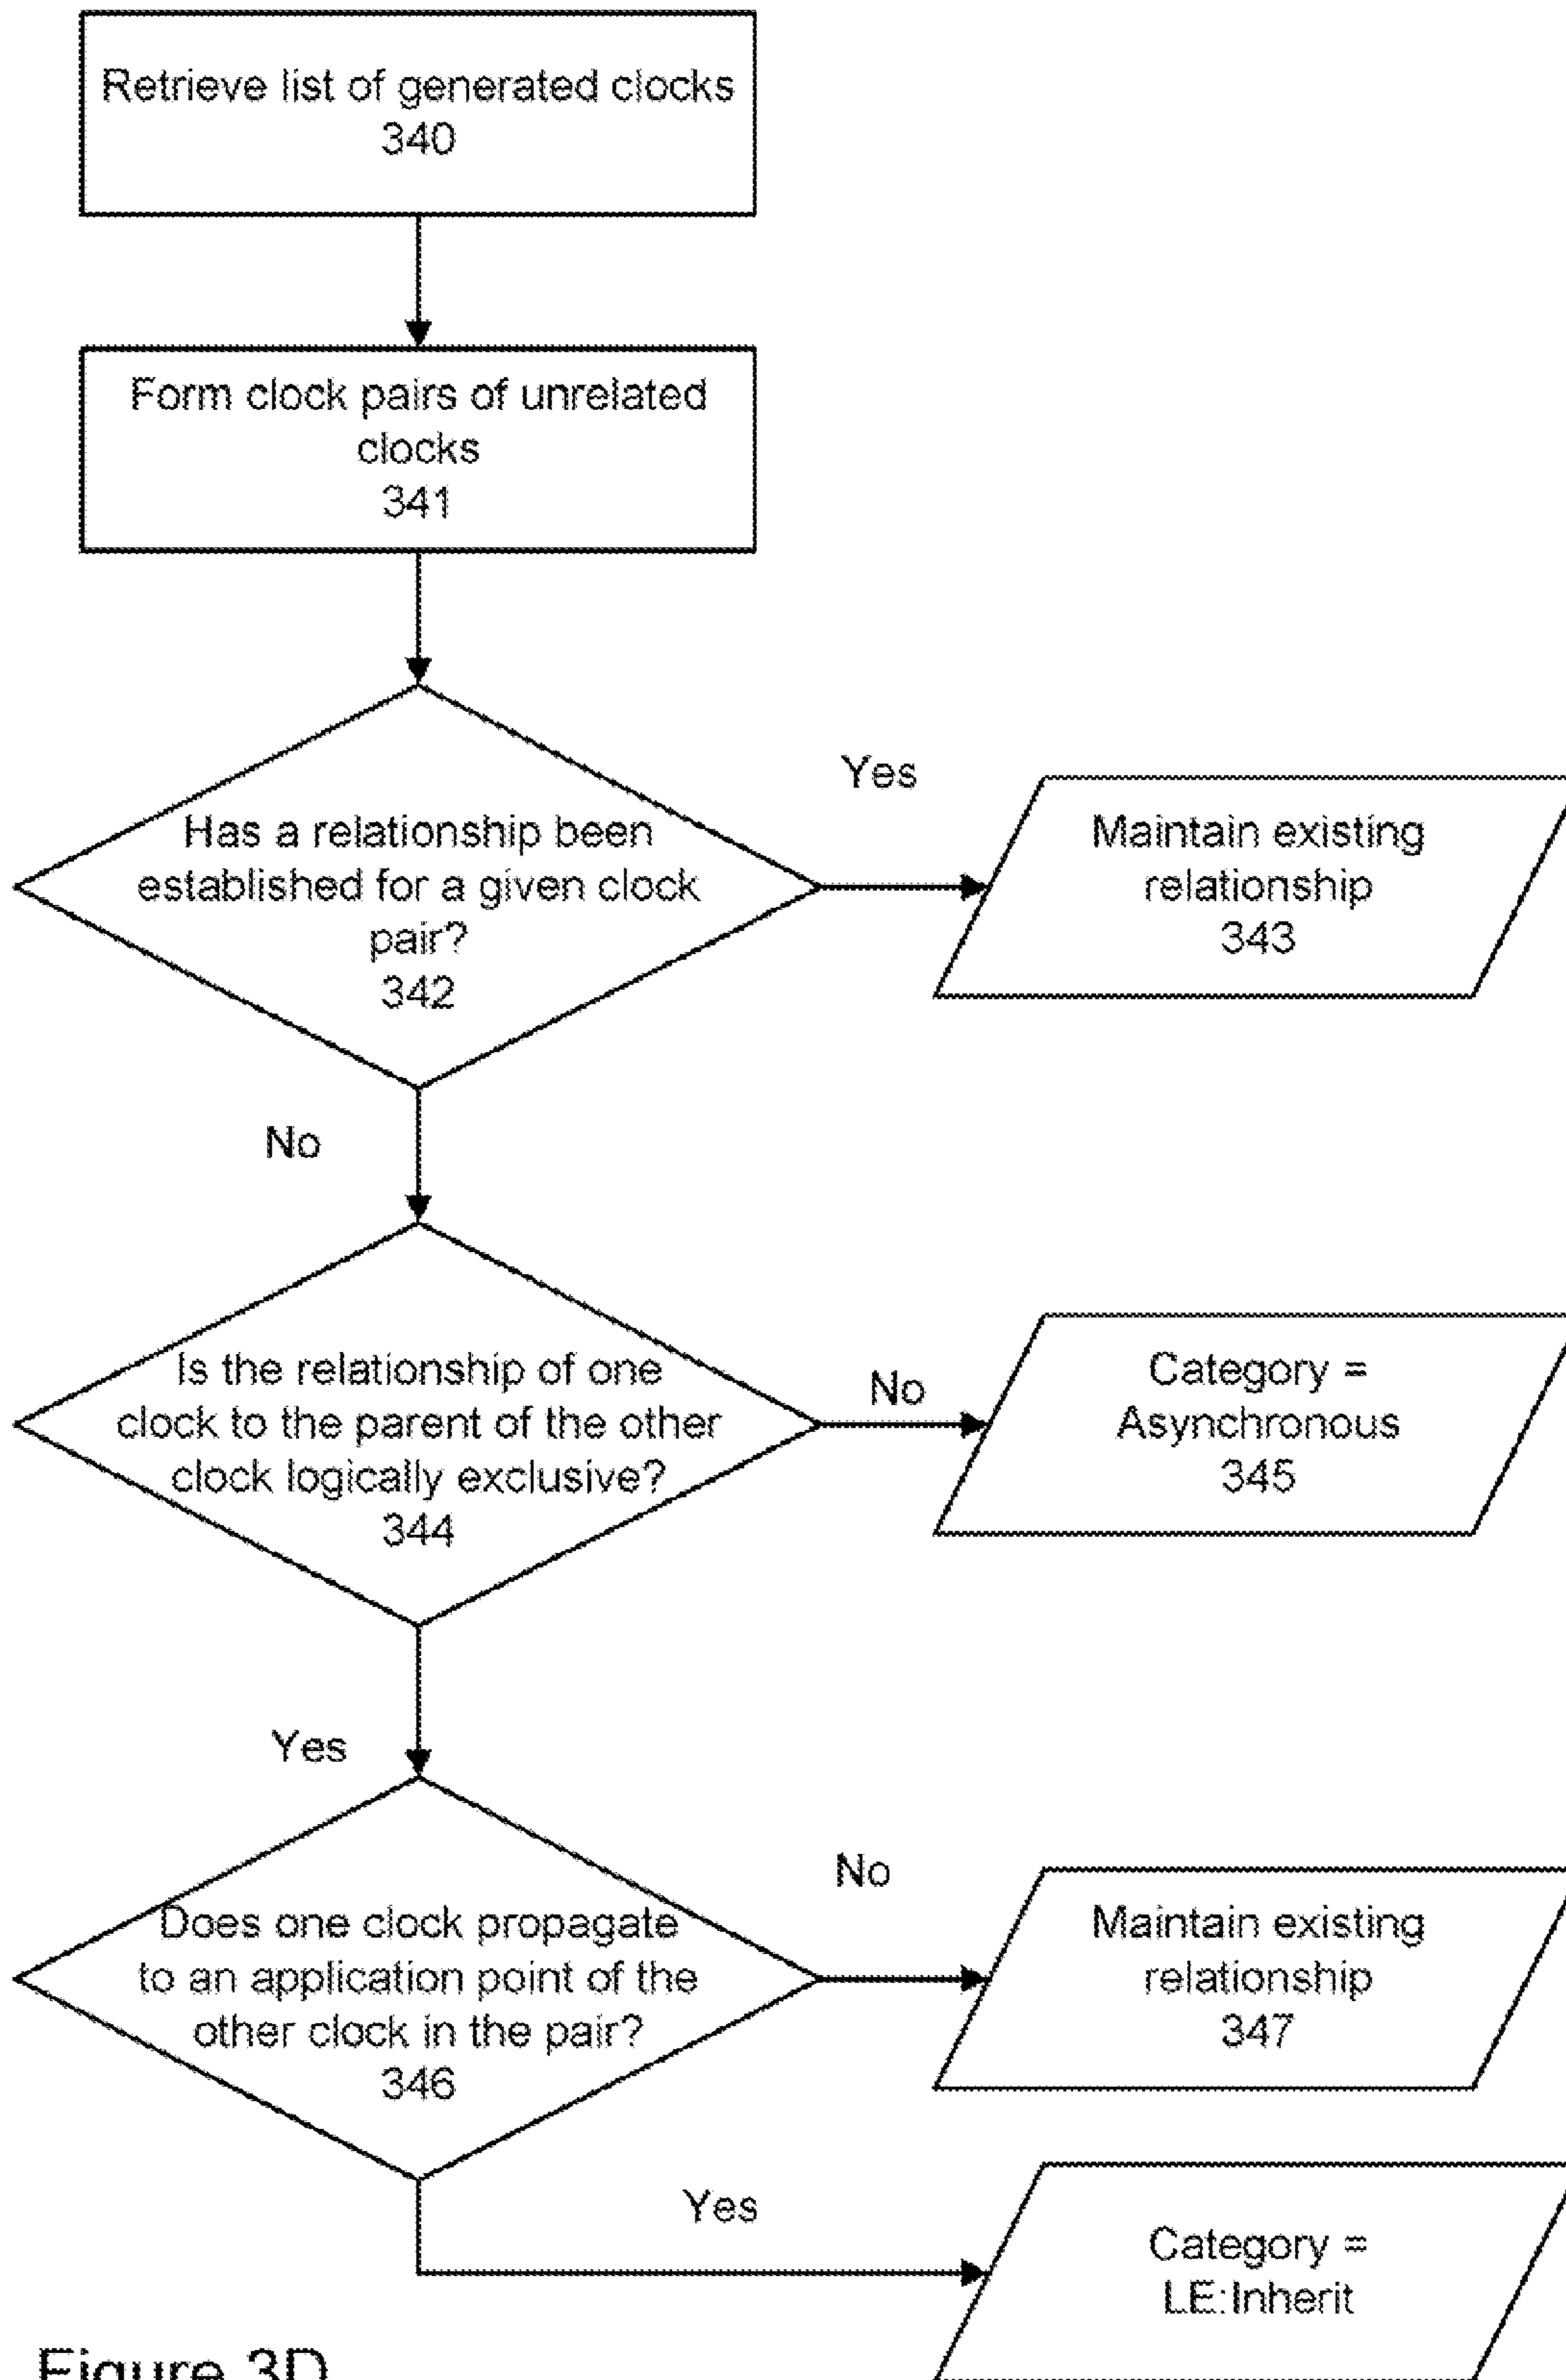 Retrieve list of generated clocks
340
Form clock pairs of unrelated
clocks
341
Yes
Has a relationship been
established for a given clock
pair?
342
Maintain existing
relationship
343
No
Is the relationship of one
clock to the parent of the other
clock logically exclusive?
344
No
Category =
Asynchronous
345
Yes
Does one clock propagate
to an application point of the
other clock in the pair?
346
No
Maintain existing
relationship
347
Yes
Category =
LE:Inherit
Figure 3D